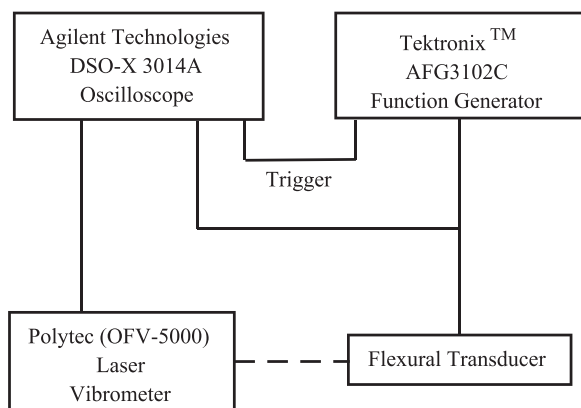 Agilent Technologies
DSO-X 3014A
Oscilloscope
Tektronix TM
AFG3102C
Function Generator
Trigger
Polytec (OFV-5000)
Laser
Vibrometer
Flexural Transducer